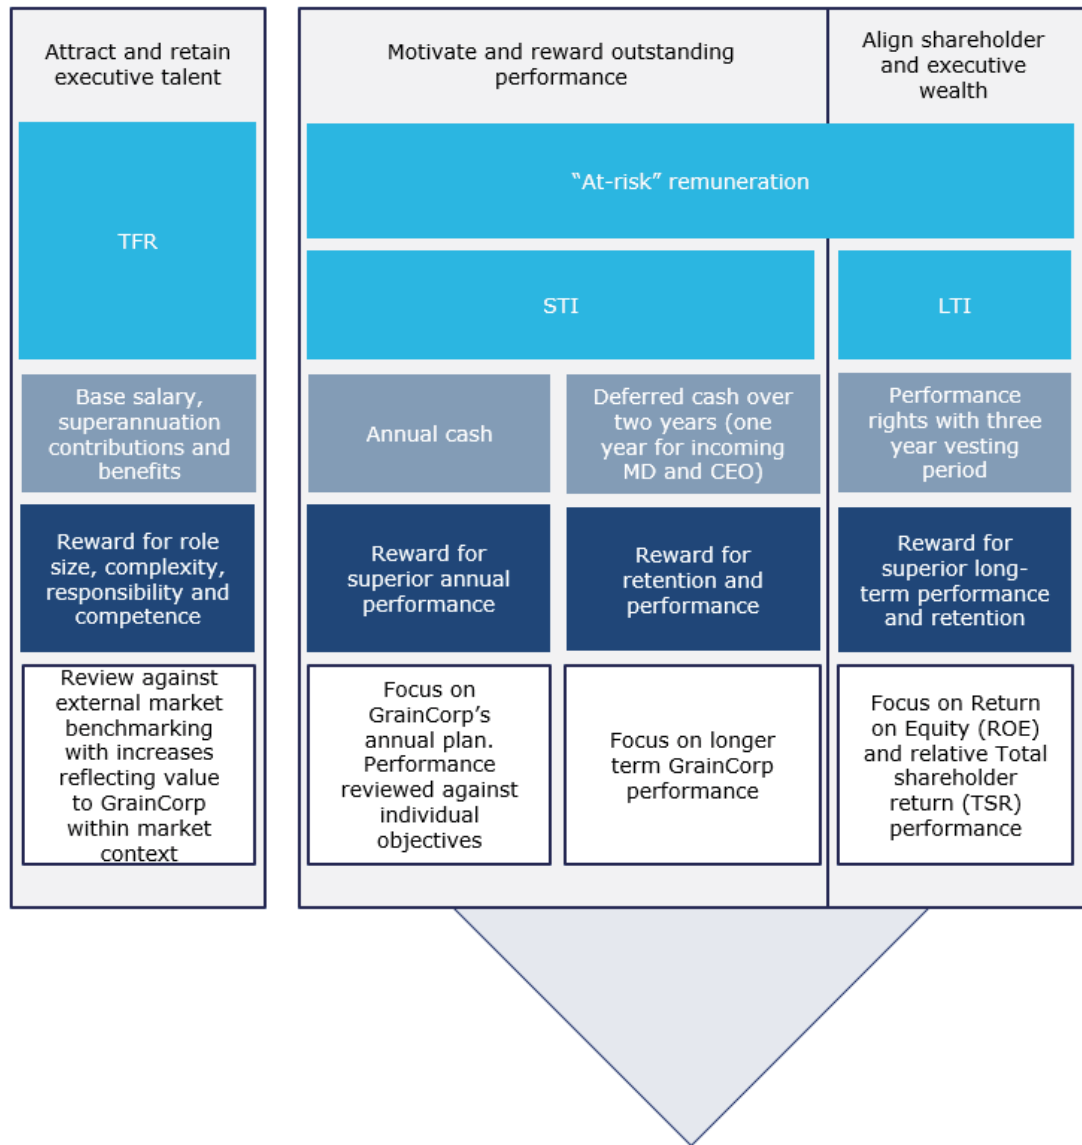 Attract and retain
executive talent
Motivate and reward outstanding
performance
Align shareholder
and executive
wealth
TFR
“At-risk” remuneration
STI
LTI
Base salary,
superannuation
contributions and
benefits
Annual cash
Deferred cash over
two years (one
year for incoming
MD and CEO)
Performance
rights with three
year vesting
period
Reward for role
size, complexity,
responsibility and
competence
Reward for
superior annual
performance
Reward for
retention and
performance
Reward for
superior long-
term performance
and retention
Review against
external market
benchmarking
with increases
reflecting value
to GrainCorp
within market
context
Focus on
GrainCorp’s
annual plan.
Performance
reviewed against
individual
objectives
Focus on longer
term GrainCorp
performance
Focus on Return
on Equity (ROE)
and relative Total
shareholder
return (TSR)
performance